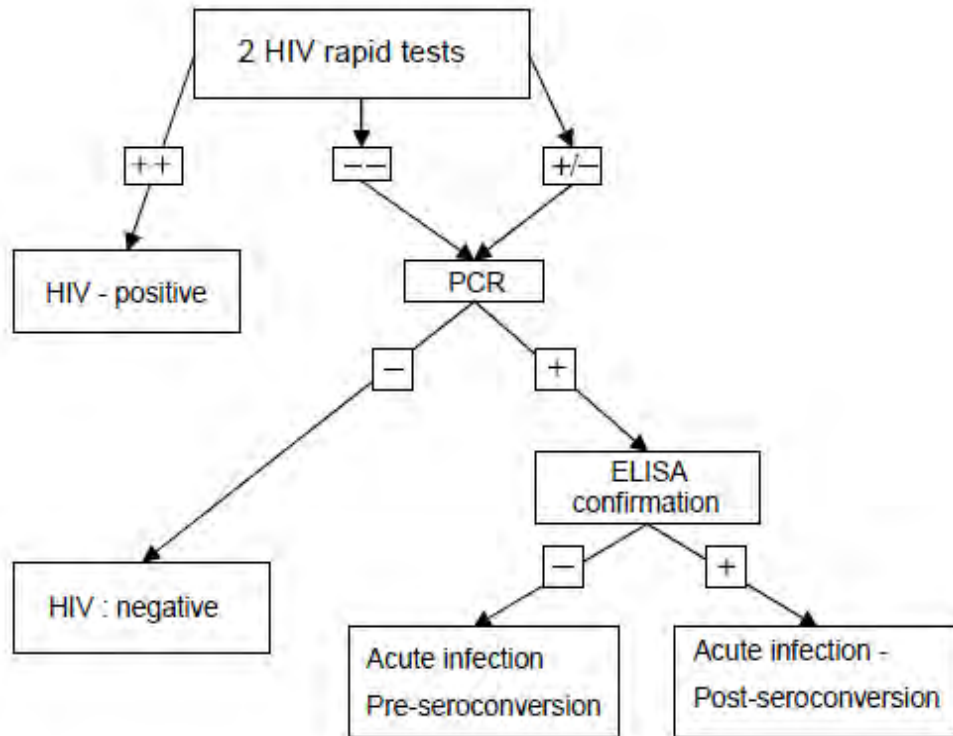 2 HIV rapid tests
++
−−
+/−
HIV - positive
PCR
−
+
ELISA
confirmation
HIV : negative
−
+
Acute infection
Pre-seroconversion
Acute infection -
Post-seroconversion